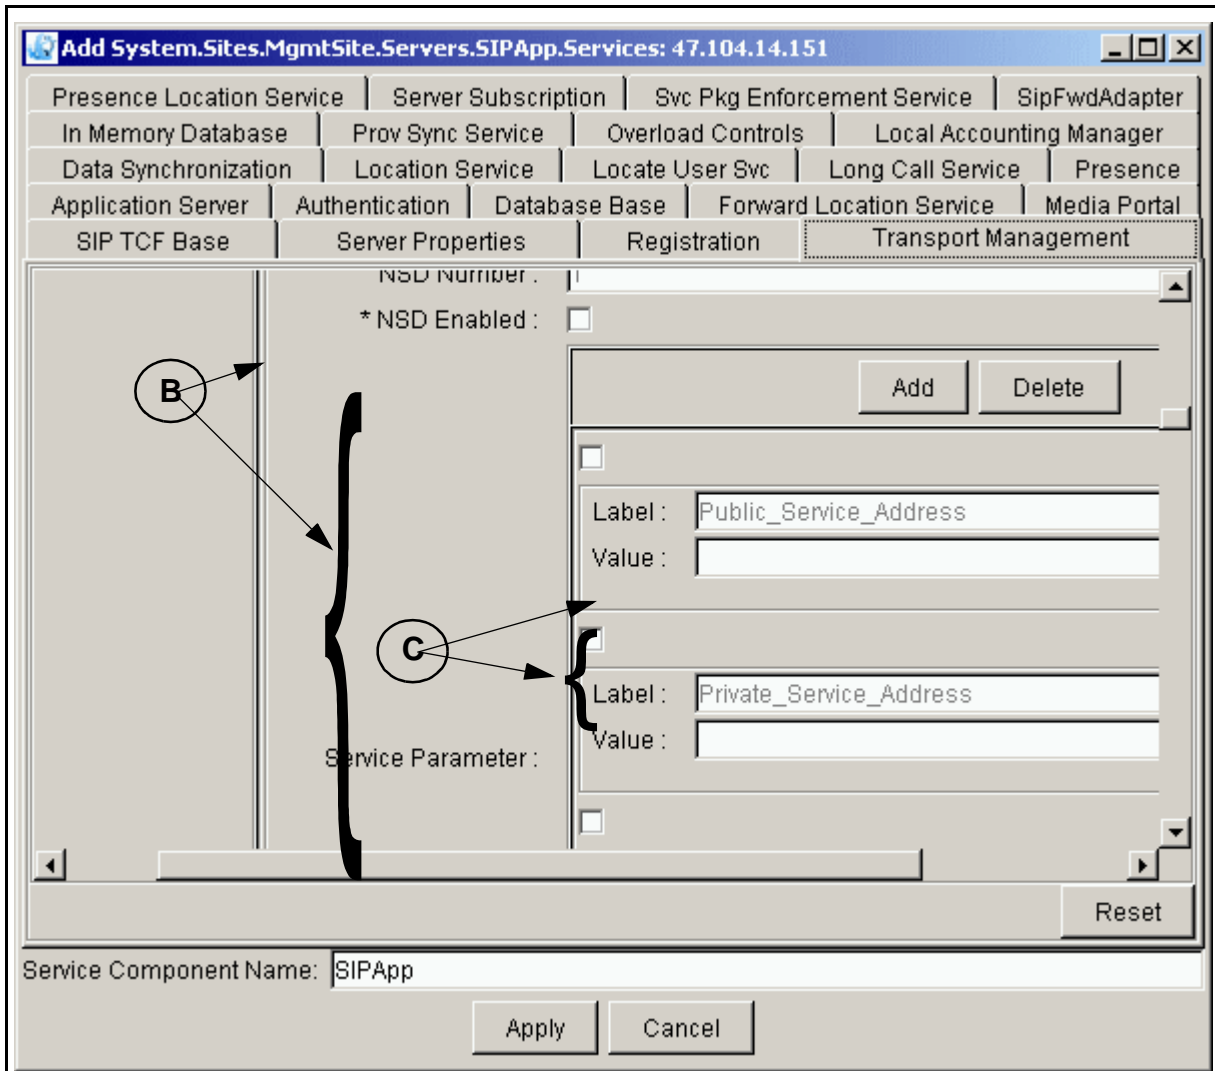 Add System.Sites.MgmtSite.Servers.SIPApp.Services: 47.104.14.151
Presence Location Service Server Subscription Svc Pkg Enforcement Service SipFwdAdapter
In Memory Database Prov Sync Service Overload Controls Local Accounting Manager
Data Synchronization Location Service Locate User Svc Long Call Service Presence
Application Server Authentication Database Base Forward Location Service Media Portal
SIP TCF Base Server Properties Registration Transport Management
NSD Number :
* NSD Enabled :
B
Add Delete
Label : Public_Service_Address
Value :
C
Label : Private_Service_Address
Value :
Service Parameter :
Reset
Service Component Name: SIPApp
Apply Cancel